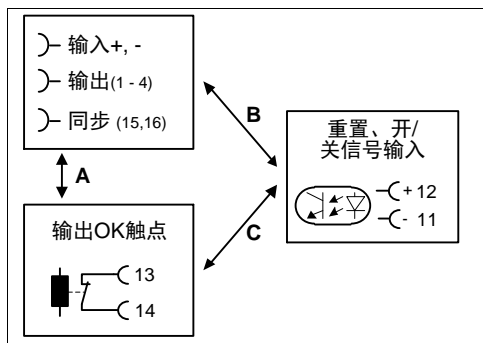 输入+, -
输出(1 - 4)
同步 (15,16)
B
重置、开/
关信号输入
+ 12
- 11
A
C
输出OK触点
13
14